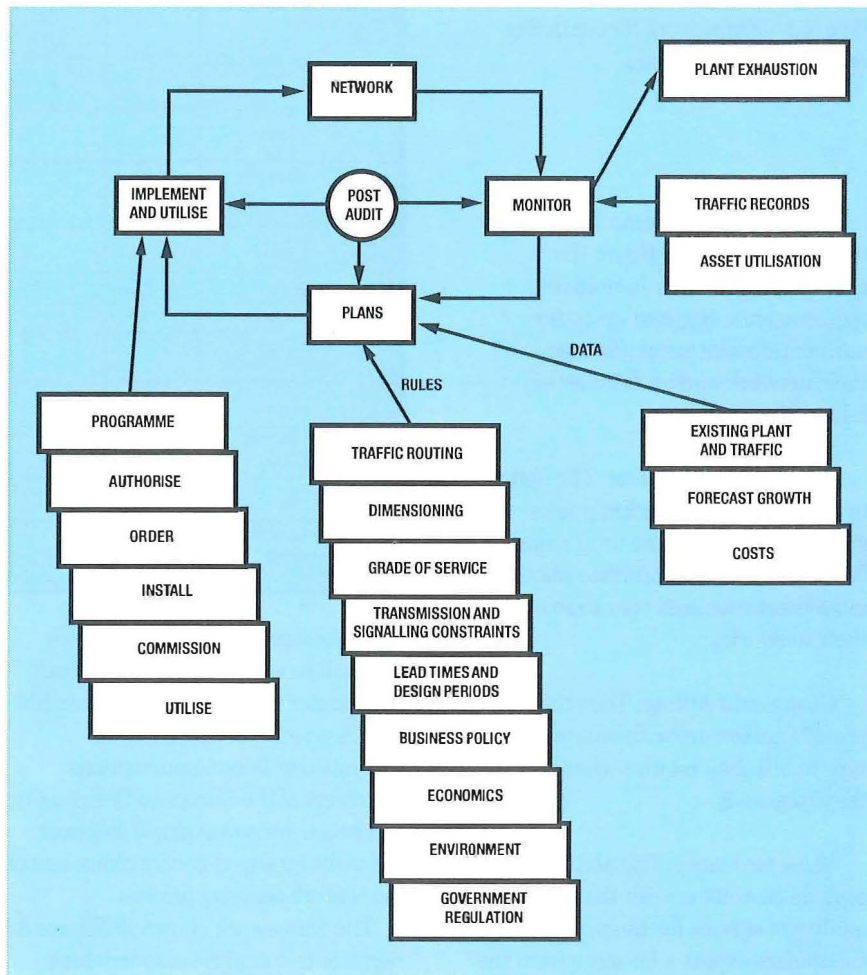 NETWORK
PLANT EXHAUSTION
IMPLEMENT
AND UTILISE
POST
AUDIT
MONITOR
TRAFFIC RECORDS
ASSET UTILISATION
PLANS
DATA
RULES
PROGRAMME
AUTHORISE
ORDER
INSTALL
COMMISSION
UTILISE
TRAFFIC ROUTING
DIMENSIONING
GRADE OF SERVICE
TRANSMISSION AND
SIGNALLING CONSTRAINTS
LEAD TIMES AND
DESIGN PERIODS
BUSINESS POLICY
ECONOMICS
ENVIRONMENT
GOVERNMENT
REGULATION
EXISTING PLANT
AND TRAFFIC
FORECAST GROWTH
COSTS